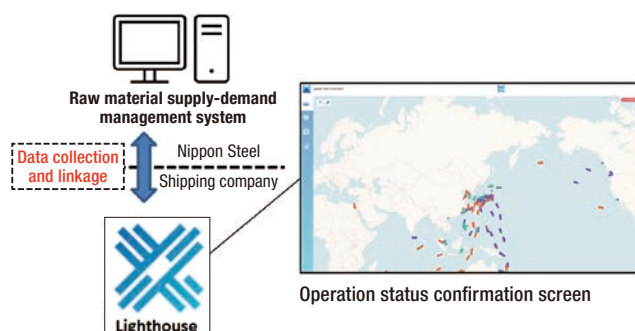 Raw material supply-demand
management system
Data collection
and linkage
Nippon Steel
Shipping company
Lighthouse
Operation status confirmation screen